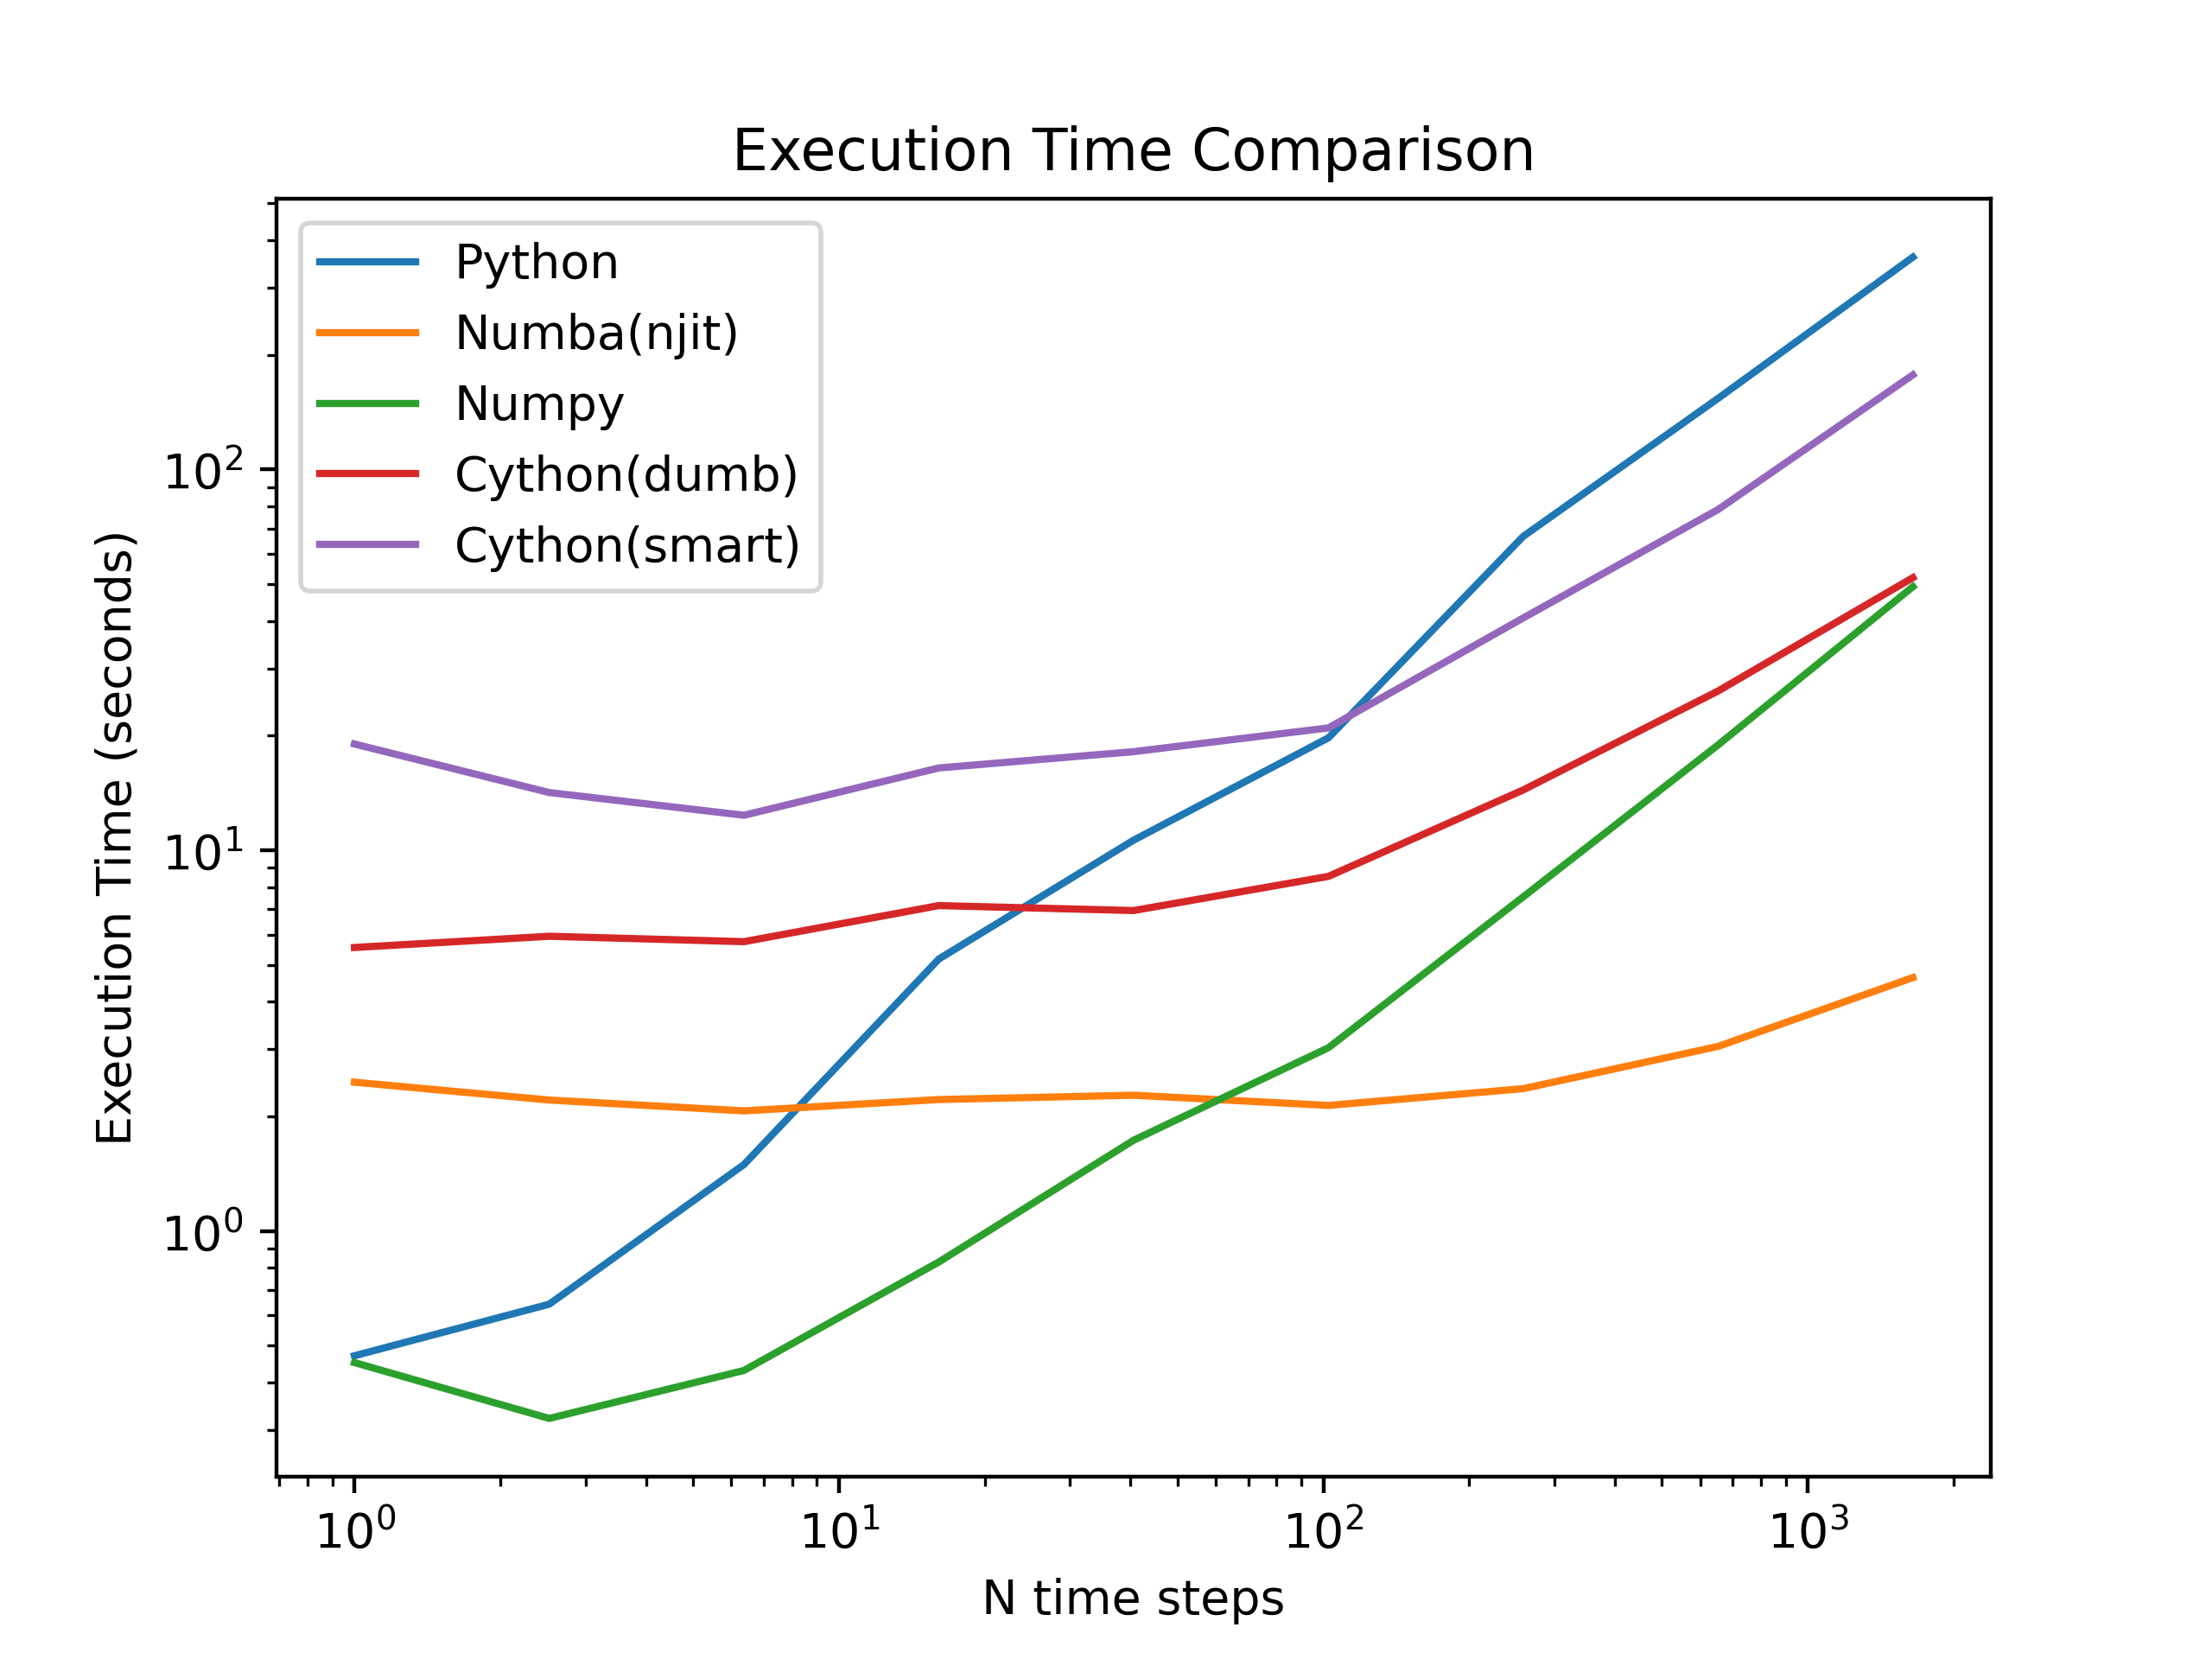 Execution Time Comparison
Python
Numba(njit)
Numpy
Cython(dumb)
Cython(smart)
Execution Time (seconds)
10²
10¹
10⁰
10⁰ 10¹ 10² 10³
N time steps